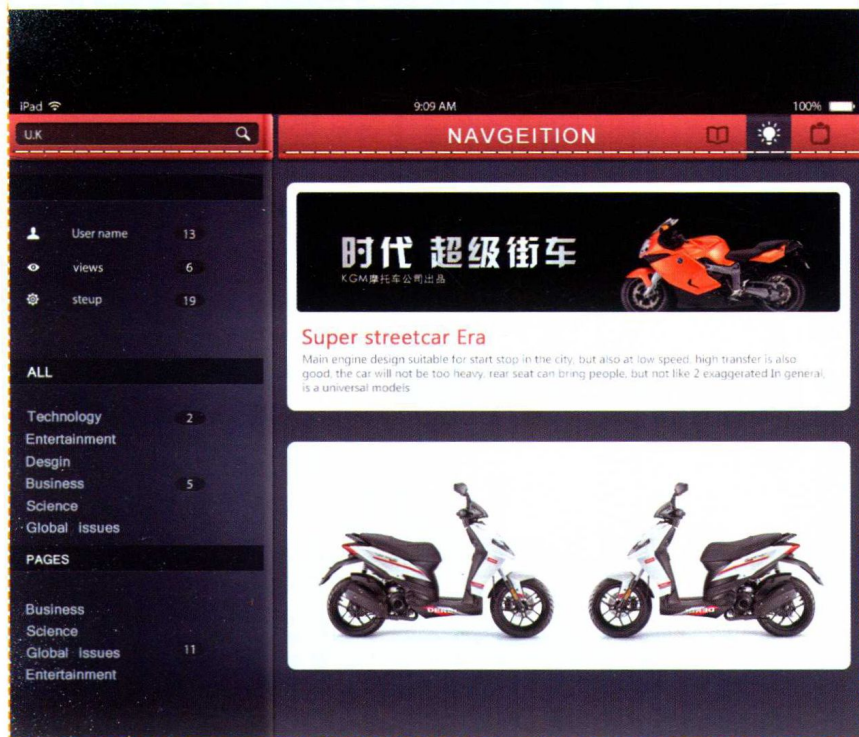 iPad
9:09 AM
100%
U.K
NAVGEITION
User name 13
views 6
steup 19
ALL
Technology 2
Entertainment
Desgin
Business 5
Science
Global issues
PAGES
Business
Science
Global issues 11
Entertainment
时代 超级街车
KGM摩托车公司出品
Super streetcar Era
Main engine design suitable for start stop in the city, but also at low speed, high transfer is also
good, the car will not be too heavy, rear seat can bring people, but not like 2 exaggerated In general,
is a universal models